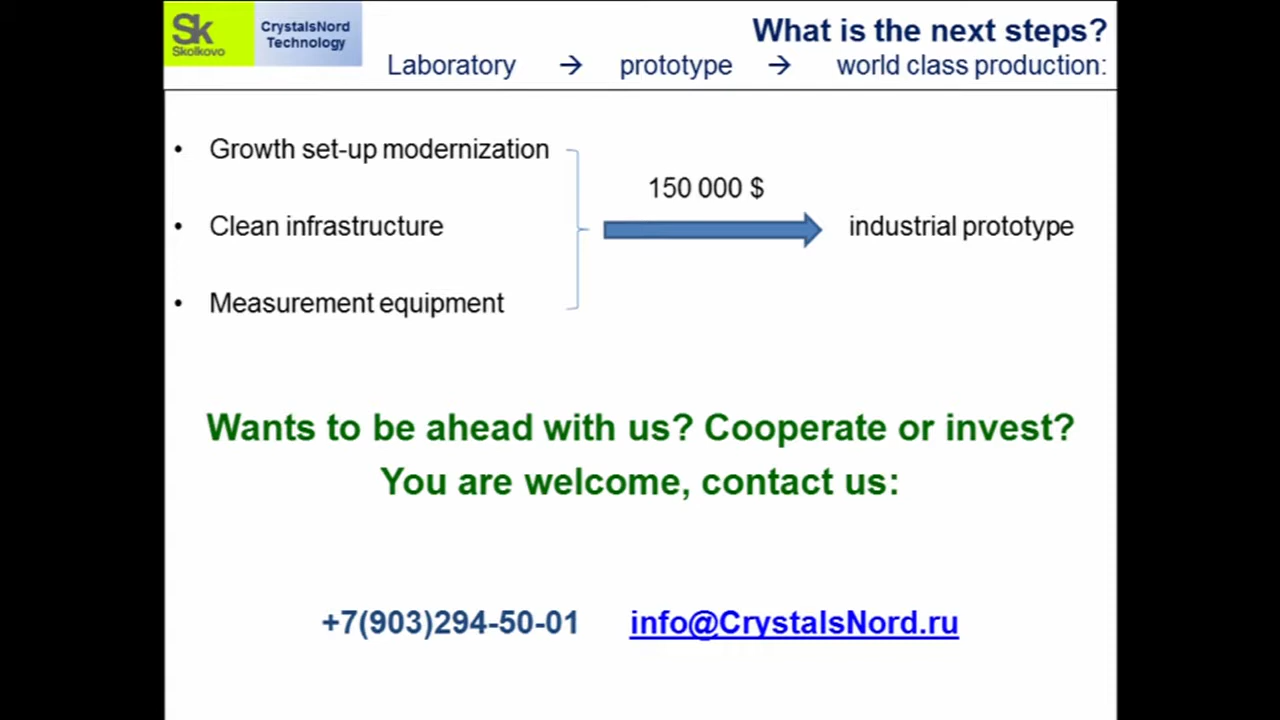 Sk
Skolkovo
CrystalsNord
Technology
What is the next steps?
Laboratory → prototype → world class production:
• Growth set-up modernization
150 000 $
• Clean infrastructure
industrial prototype
• Measurement equipment
Wants to be ahead with us? Cooperate or invest?
You are welcome, contact us:
+7(903)294-50-01 info@CrystalsNord.ru